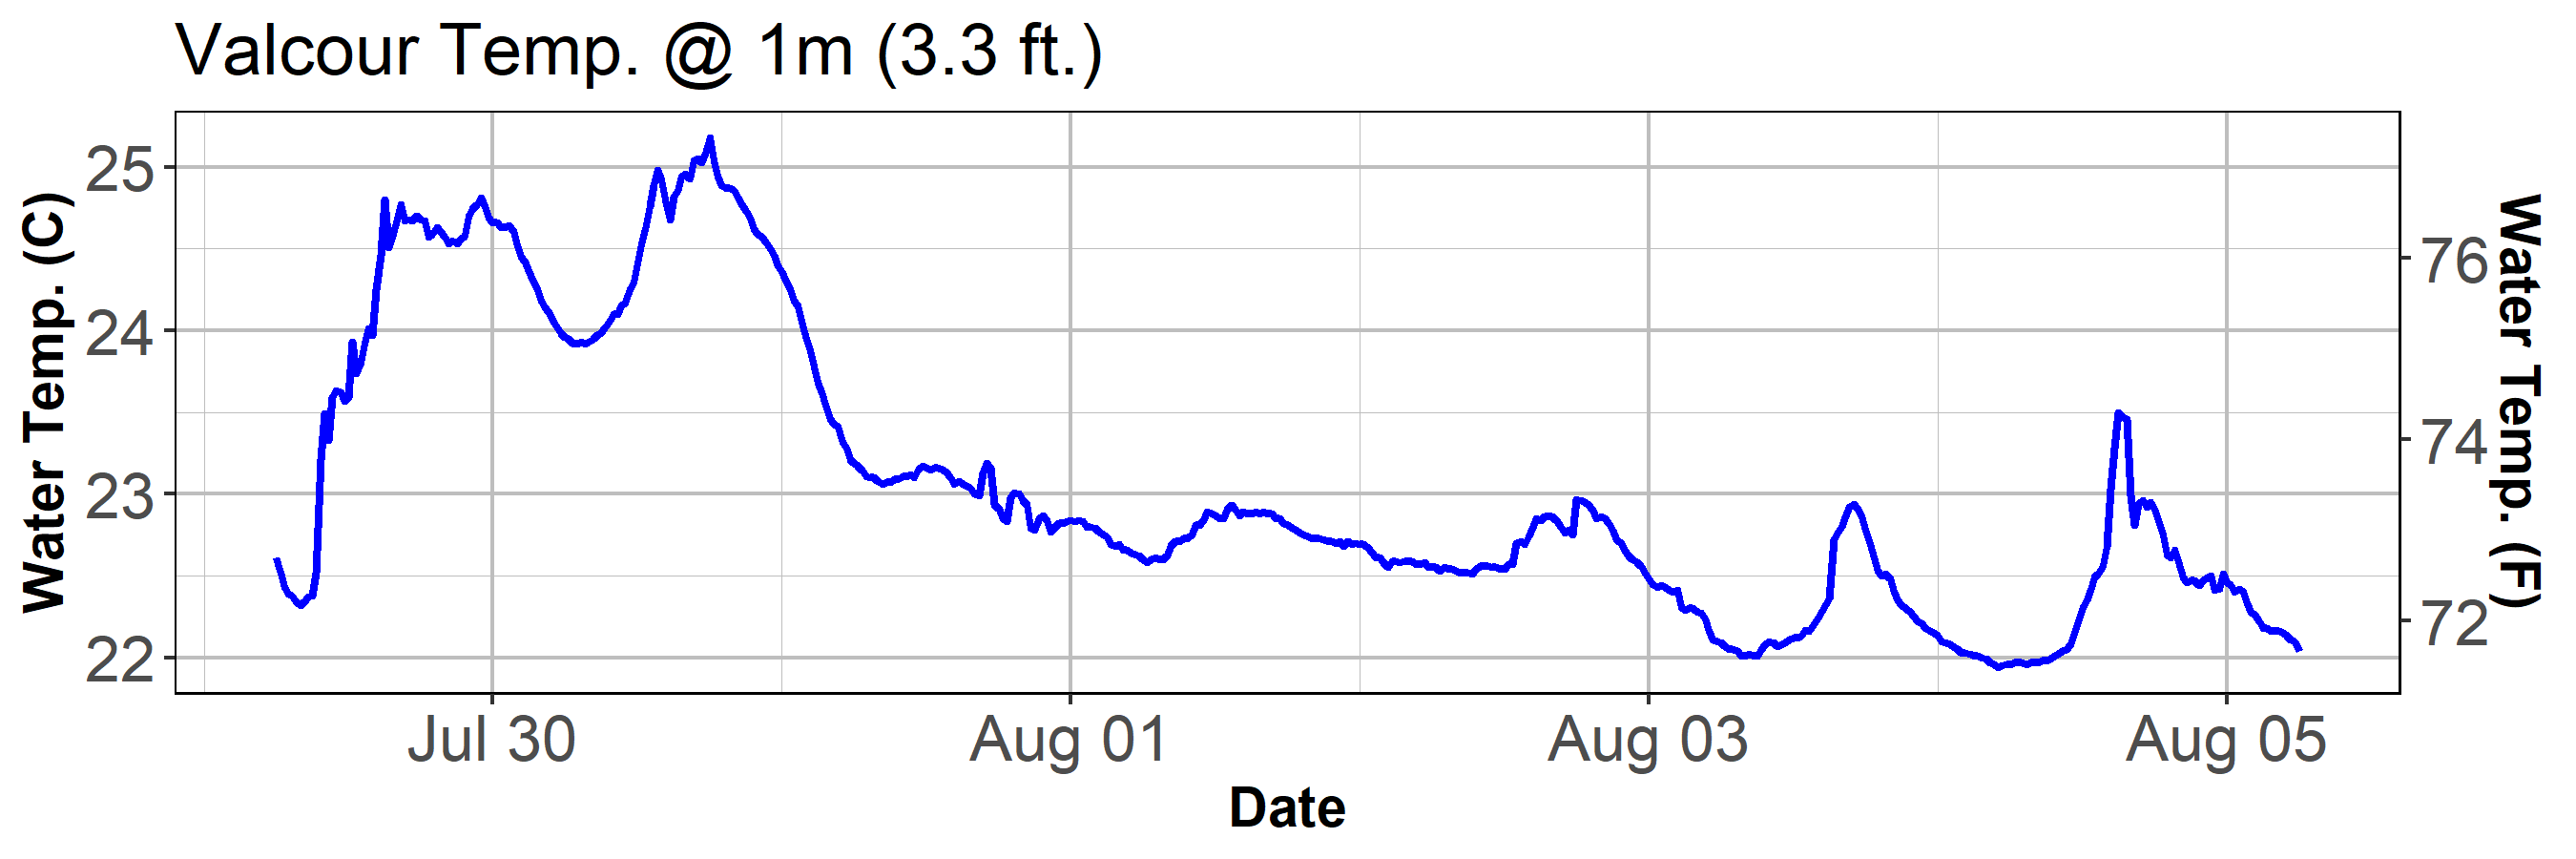 Valcour Temp. @ 1m (3.3 ft.)
Water Temp. (C)
25
24
23
22
76
74
72
Water Temp. (F)
Jul 30
Aug 01
Aug 03
Aug 05
Date